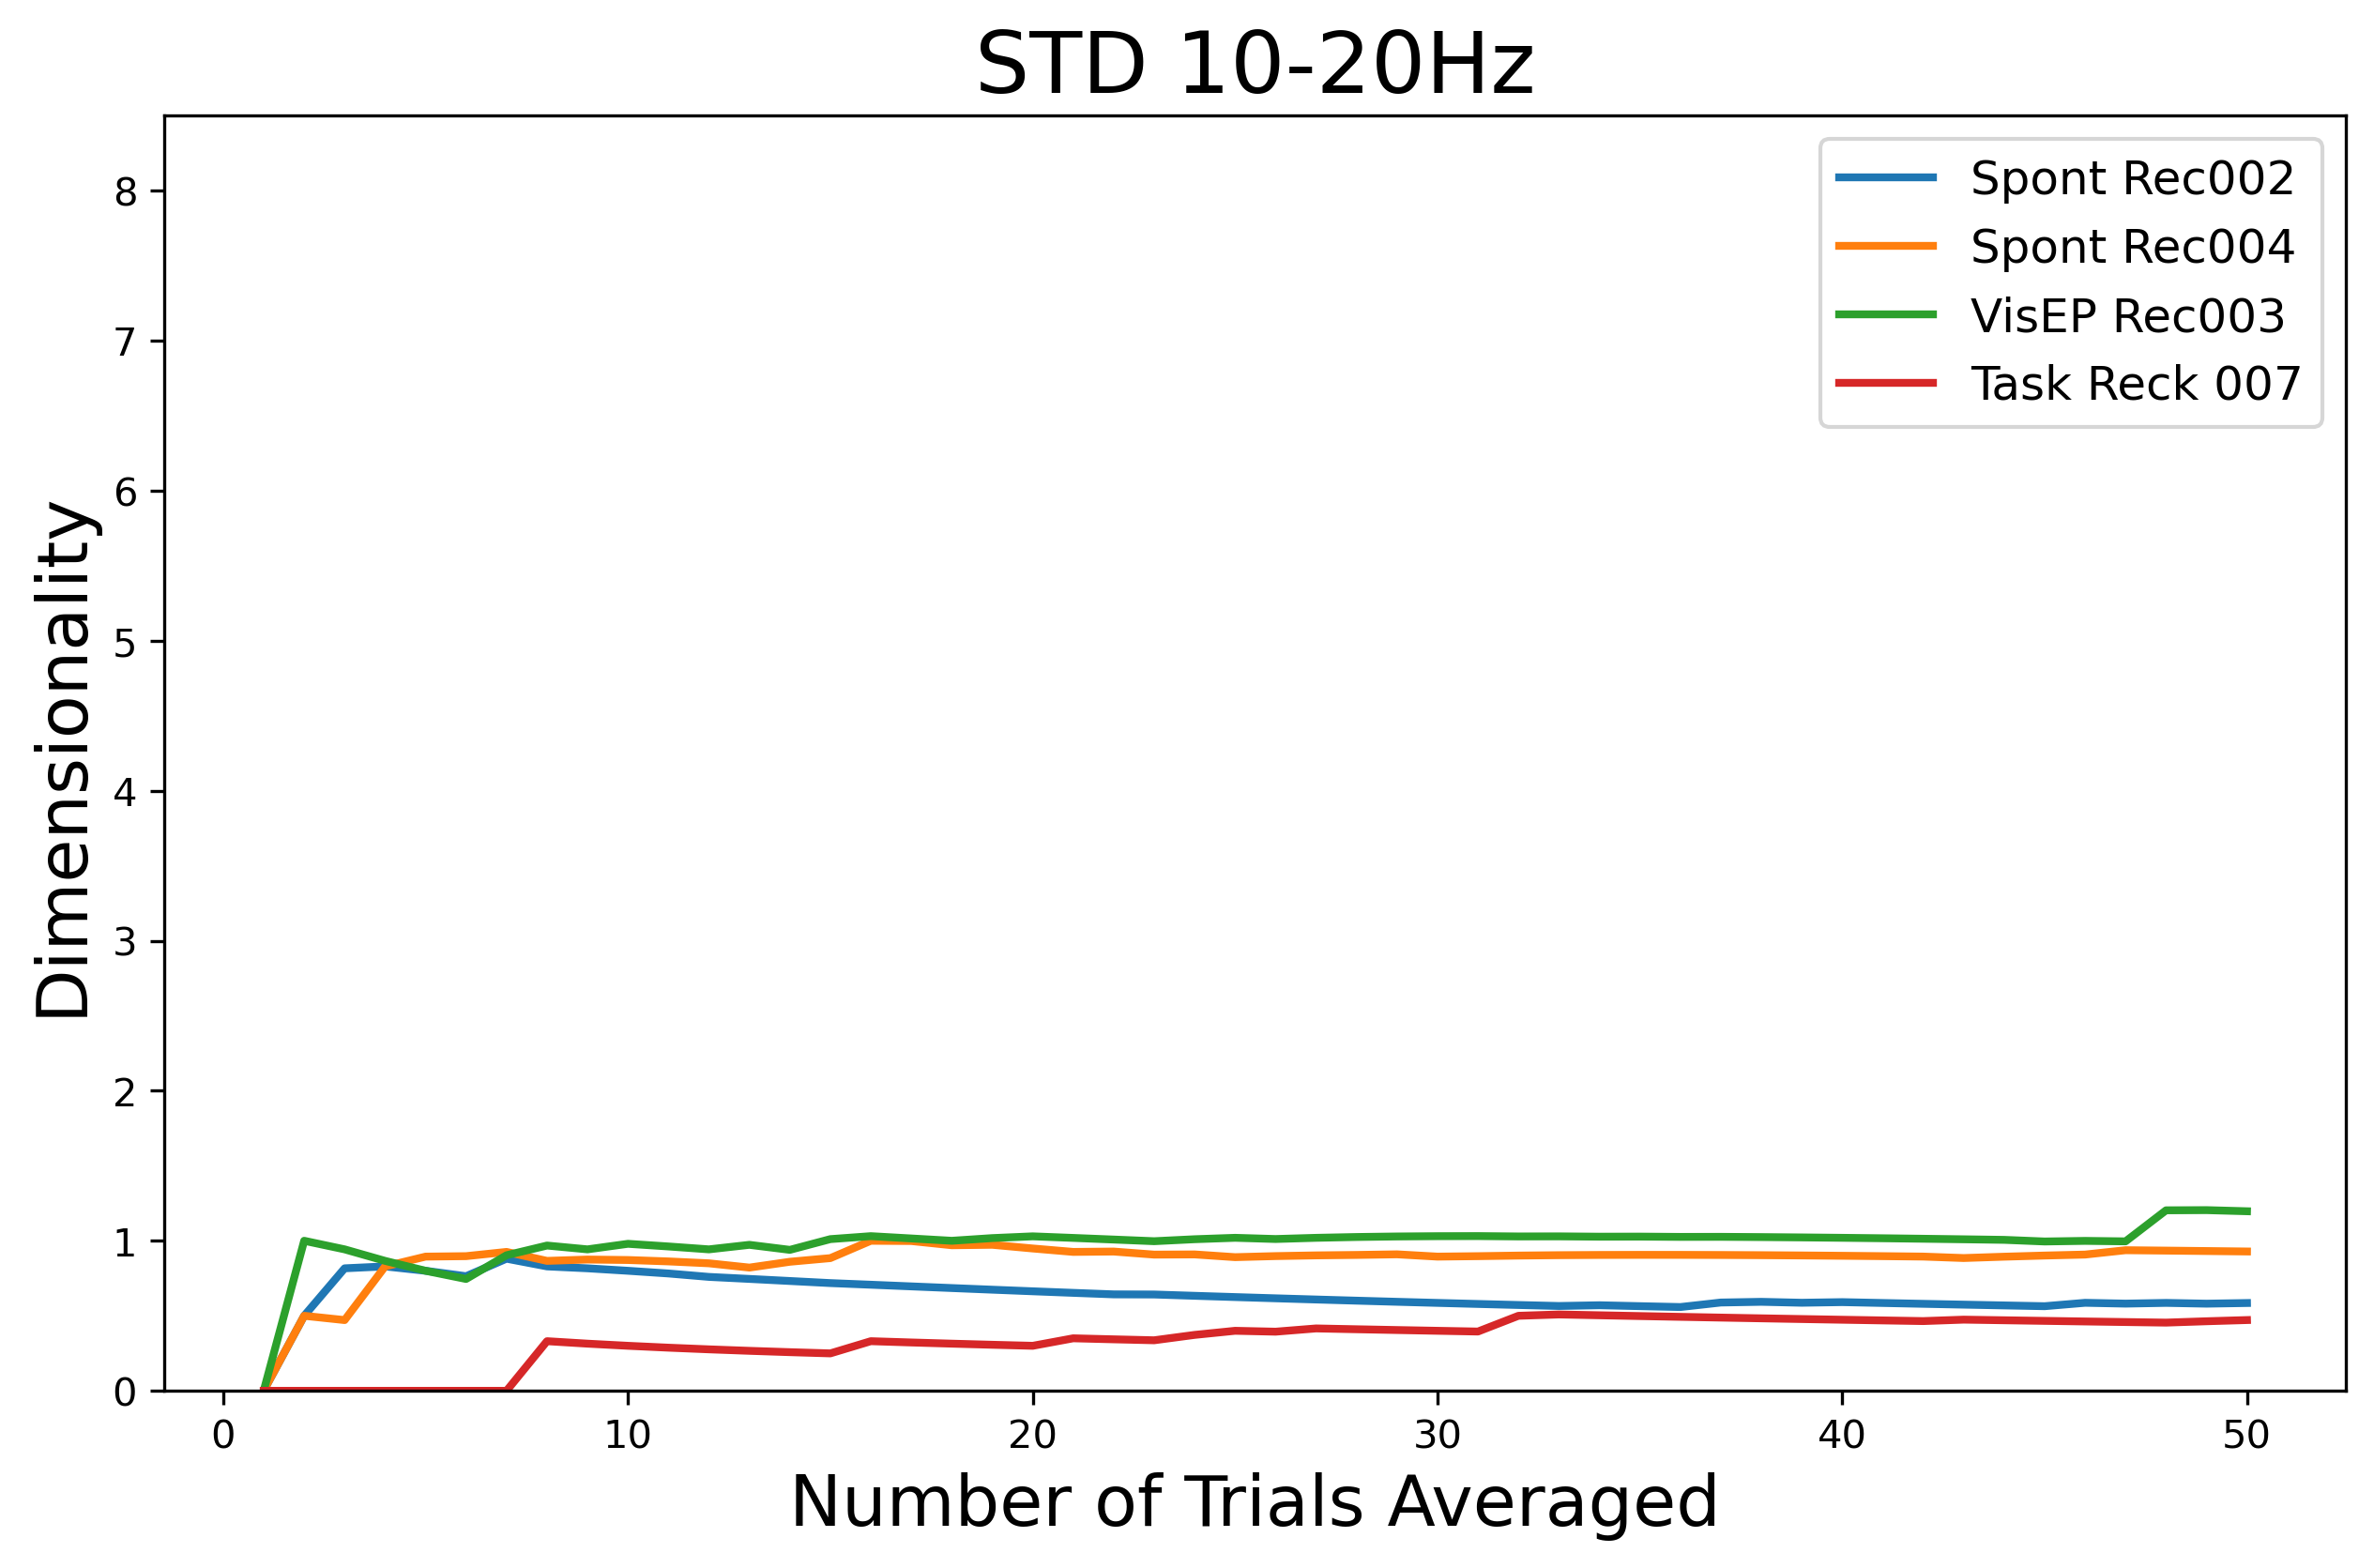 STD 10-20Hz
Spont Rec002
Spont Rec004
VisEP Rec003
Task Reck 007
Dimensionality
8
7
6
5
4
3
2
1
0
0 10 20 30 40 50
Number of Trials Averaged